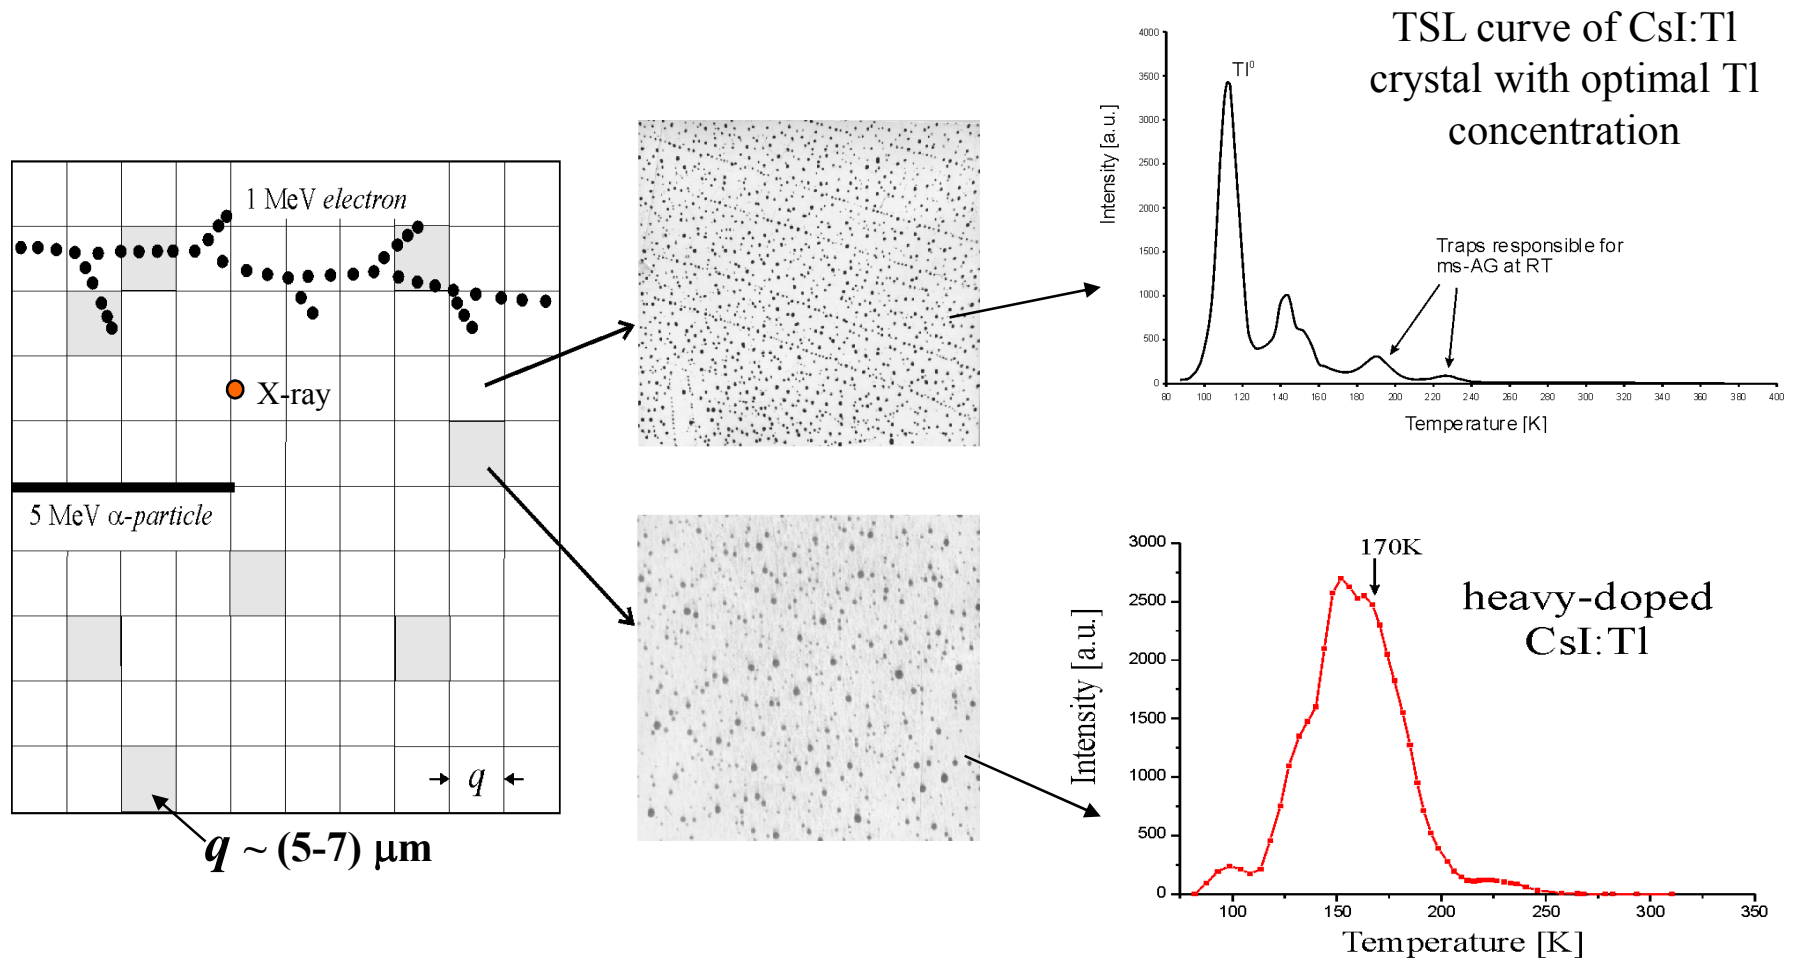 1 MeV electron
X-ray
5 MeV α-particle
q
q ~ (5-7) μm
TSL curve of CsI:Tl
crystal with optimal Tl
concentration
Intensity [a.u.]
4000
3500
3000
2500
2000
1500
1000
500
0
Tl⁰
Traps responsible for
ms-AG at RT
80 100 120 140 160 180 200 220 240 260 280 300 320 340 360 380 400
Temperature [K]
Intensity [a.u.]
3000
2500
2000
1500
1000
500
0
170K
heavy-doped
CsI:Tl
100 150 200 250 300 350
Temperature [K]